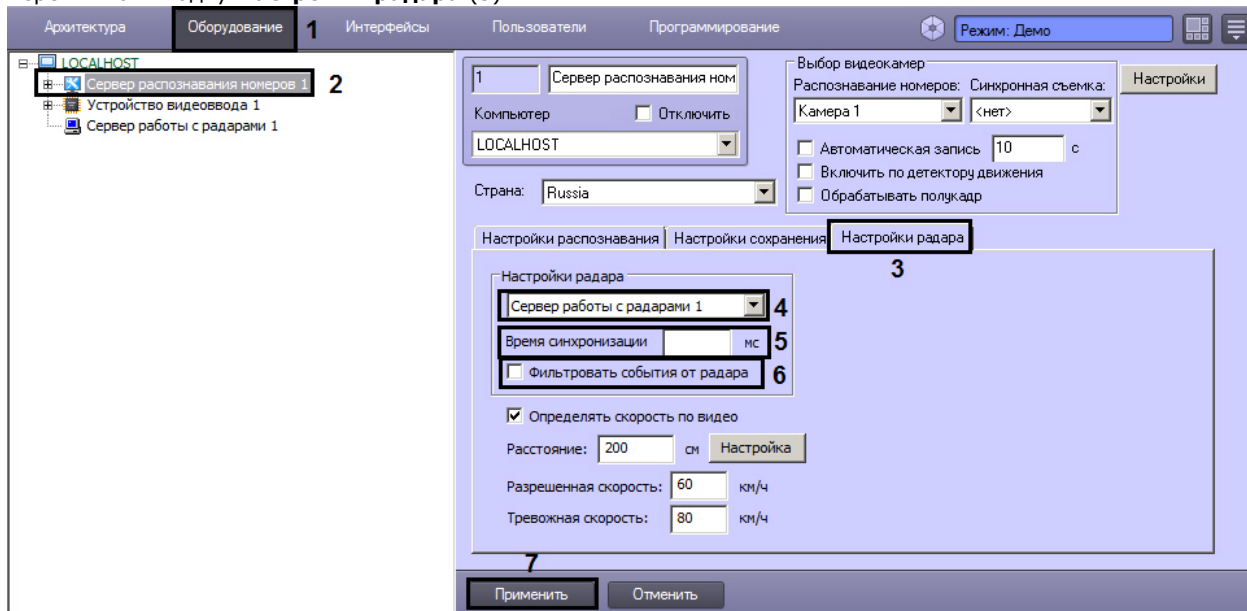 Настройки радара
Архитектура Оборудование 1 Интерфейсы Пользователи Программирование Режим: Демо
LOCALHOST
Сервер распознавания номеров 1 2
Устройство видеоввода 1
Сервер работы с радарами 1
1 Сервер распознавания ном
Компьютер Отключить
LOCALHOST
Страна: Russia
Выбор видеокамер
Распознавание номеров: Синхронная съемка:
Камера 1 <нет>
Автоматическая запись 10 с
Включить по детектору движения
Обрабатывать полукадр
Настройки
Настройки распознавания Настройки сохранения Настройки радара
3
Настройки радара
Сервер работы с радарами 1 4
Время синхронизации мс 5
Фильтровать события от радара 6
Определять скорость по видео
Расстояние: 200 см Настройка
Разрешенная скорость: 60 км/ч
Тревожная скорость: 80 км/ч
7
Применить Отменить